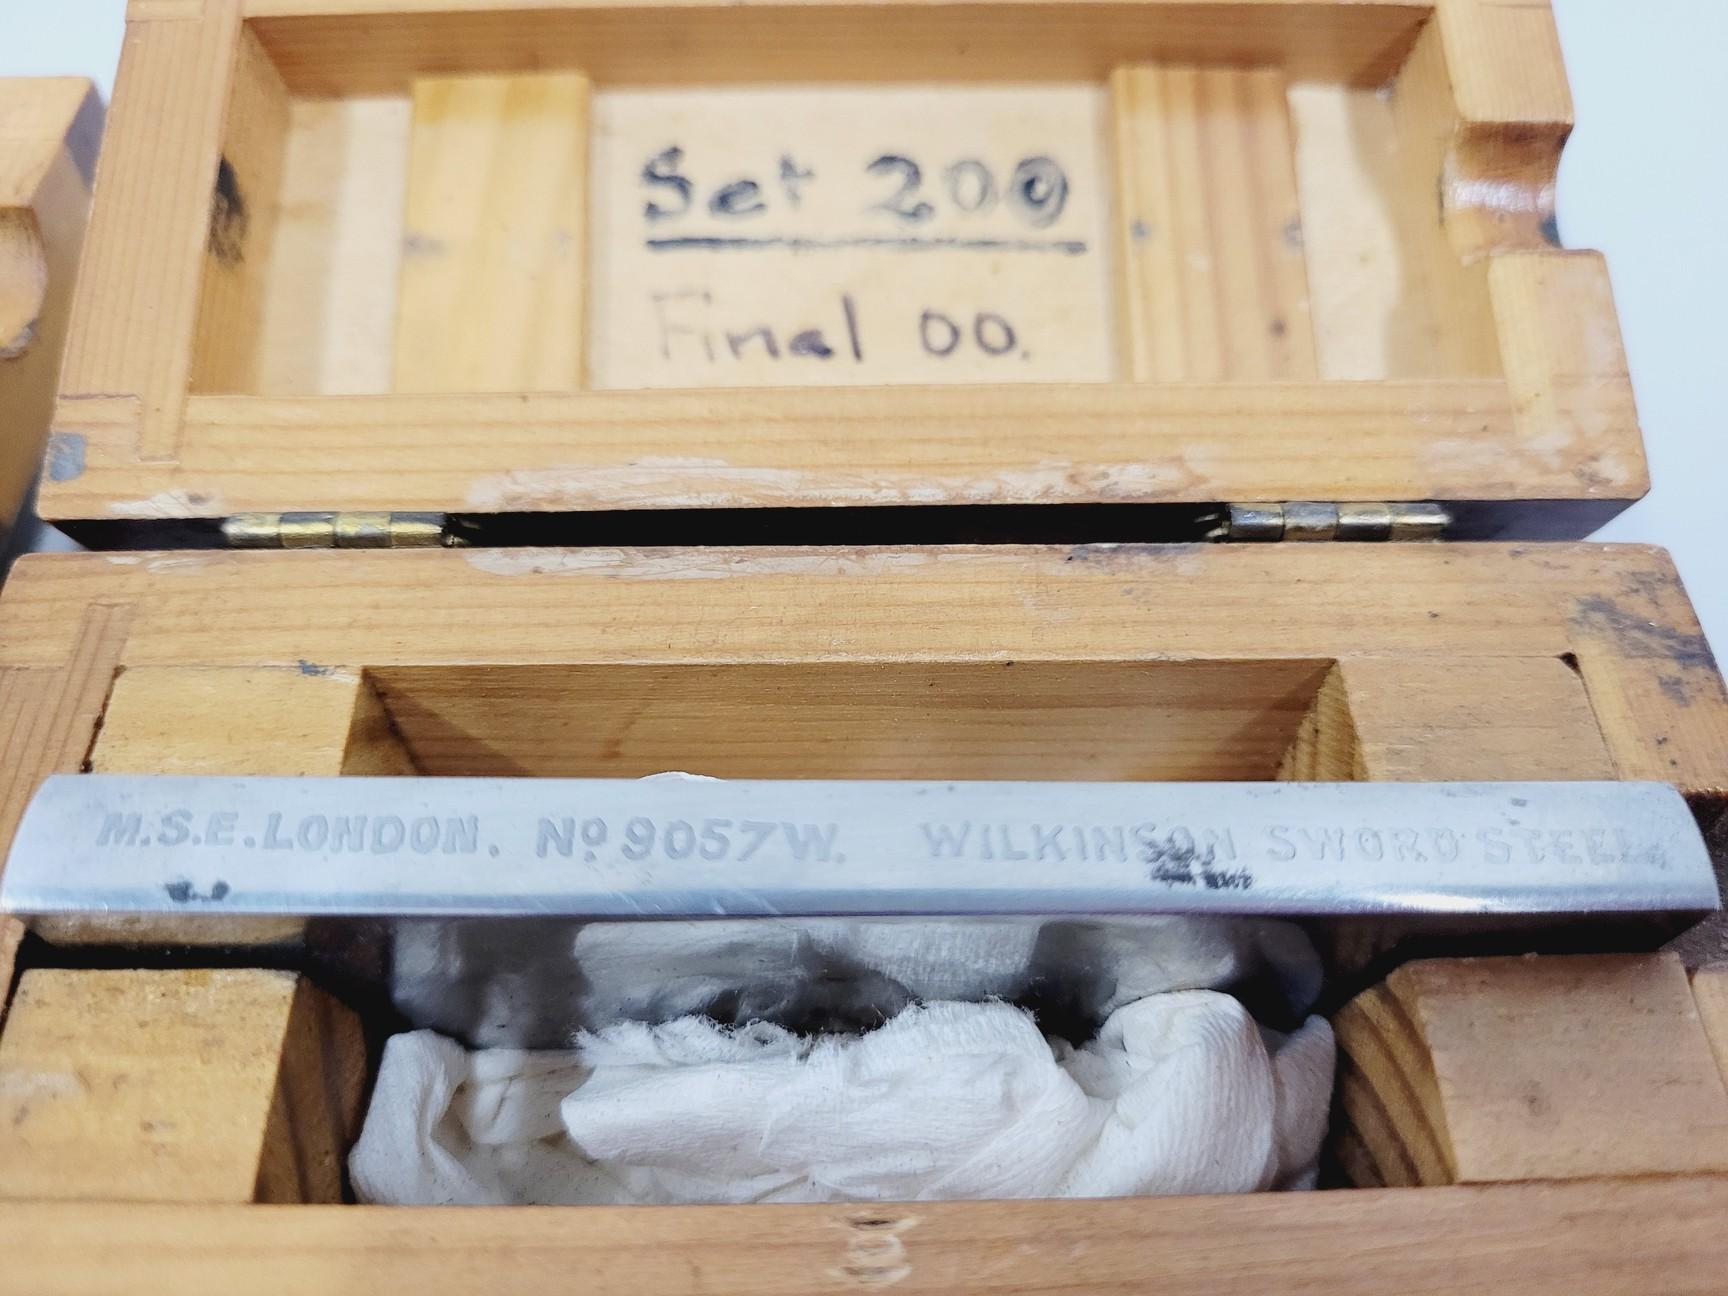 Set 200
Final 00.
M.S.E. LONDON. No 9057W. WILKINSON SWORD STEEL